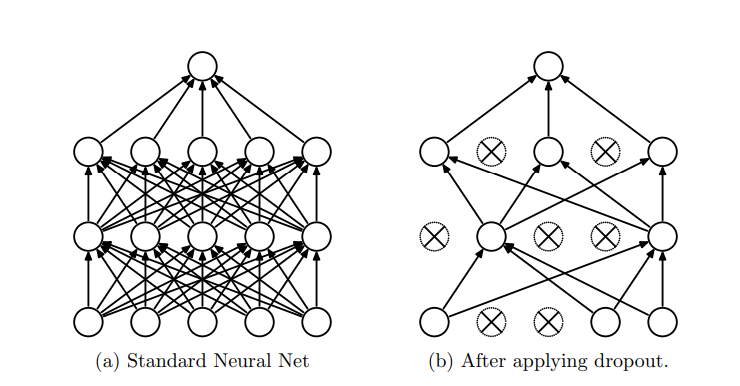 (a) Standard Neural Net
(b) After applying dropout.